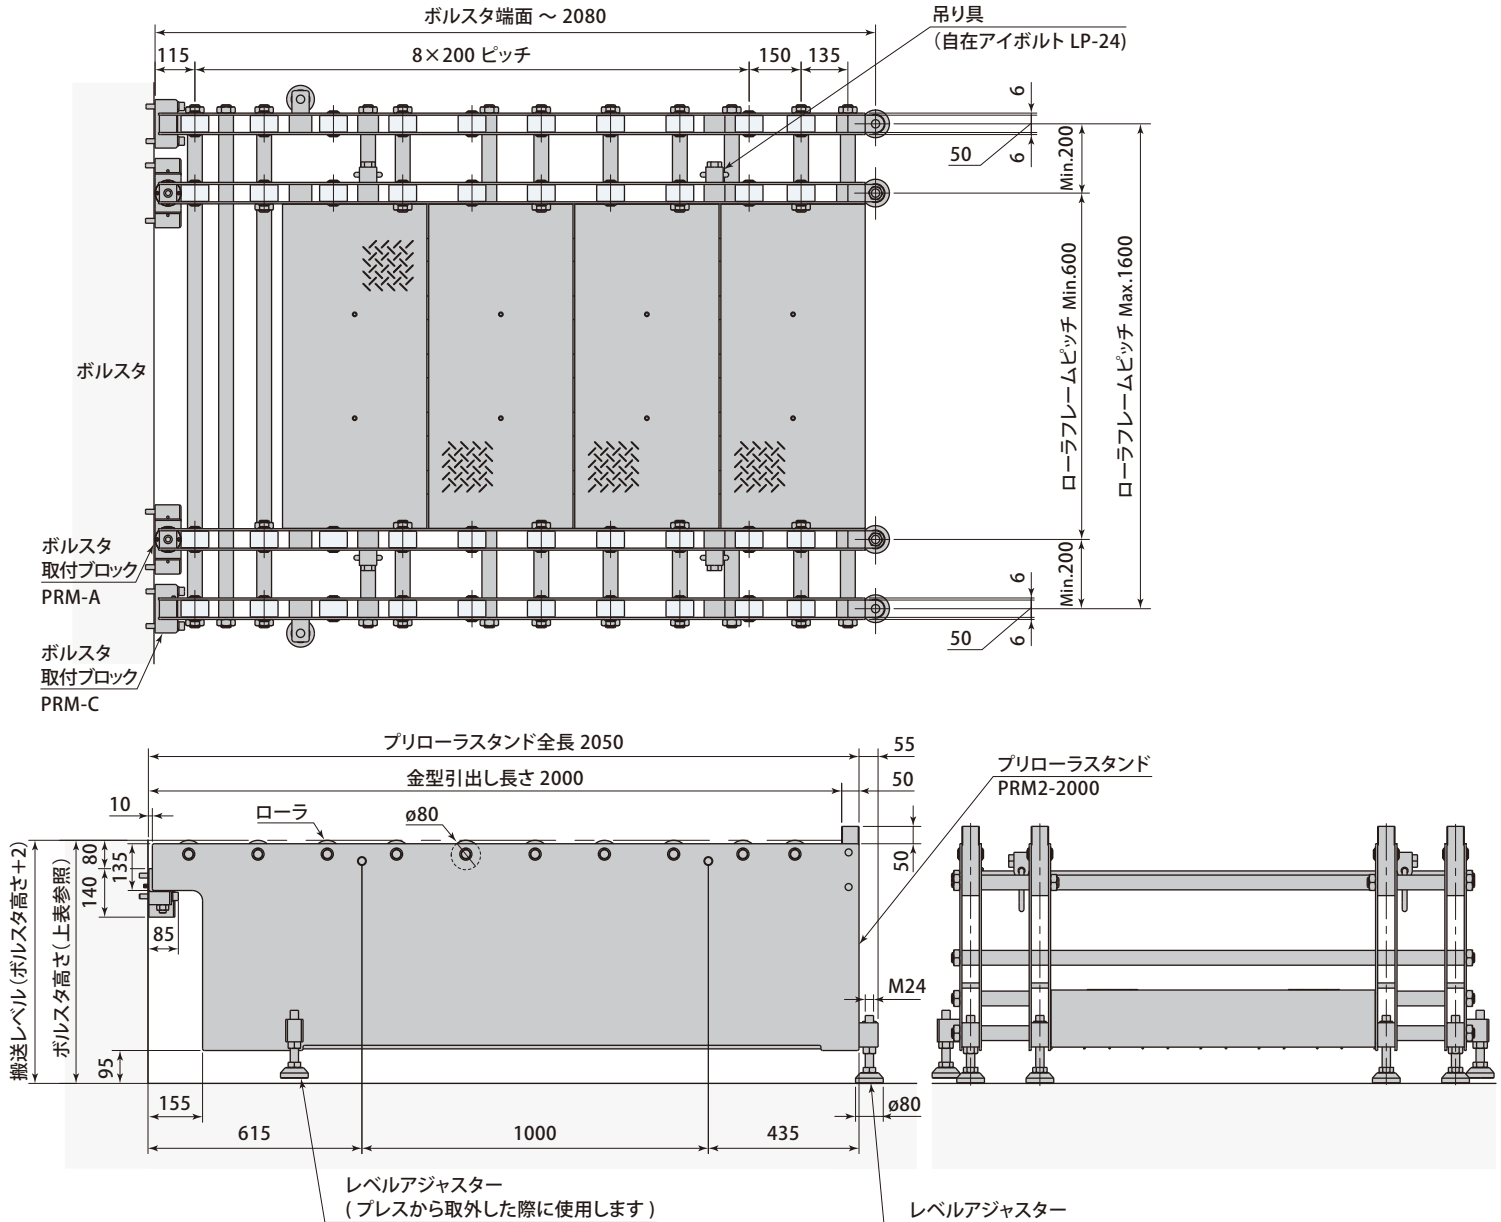 ボルスタ端面 ～ 2080
吊り具
（自在アイボルト LP-24）
115
8×200 ピッチ
150
135
6
50
6
Min.200
ローラフレームピッチ Min.600
ローラフレームピッチ Max.1600
ボルスタ
ボルスタ
取付ブロック
PRM-A
Min.200
6
50
6
ボルスタ
取付ブロック
PRM-C
プリローラスタンド全長 2050
55
金型引出し長さ 2000
50
プリローラスタンド
PRM2-2000
10
ローラ
ø80
80
135
140
50
85
搬送レベル（ボルスタ高さ＋2）
ボルスタ高さ（上表参照）
M24
95
155
ø80
615
1000
435
レベルアジャスター
( プレスから取外した際に使用します )
レベルアジャスター